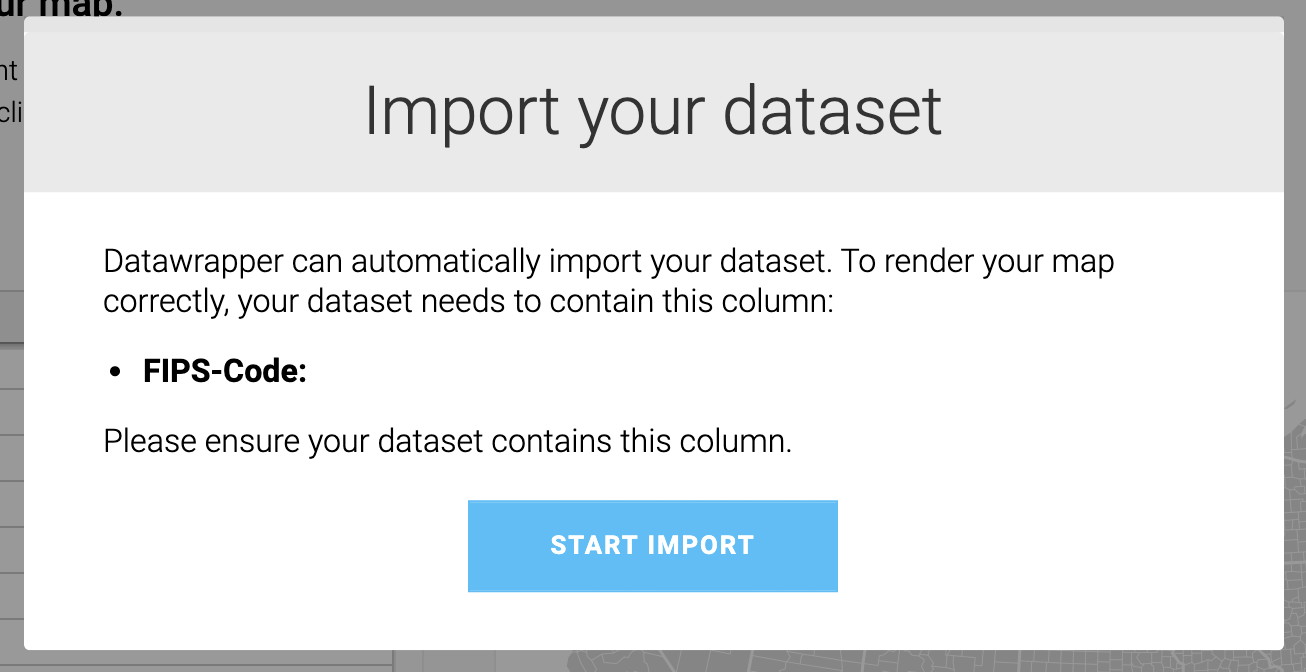 ur map.
nt
cli
Import your dataset
Datawrapper can automatically import your dataset. To render your map
correctly, your dataset needs to contain this column:
• FIPS-Code:
Please ensure your dataset contains this column.
START IMPORT